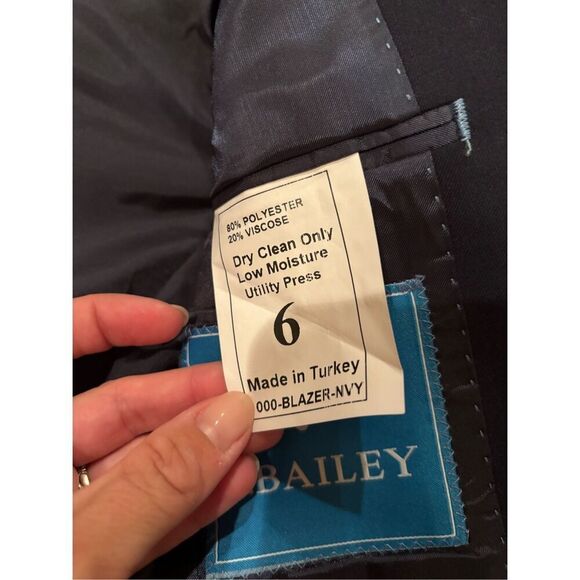 80% POLYESTER
20% VISCOSE
Dry Clean Only
Low Moisture
Utility Press
6
Made in Turkey
000-BLAZER-NVY
BAILEY